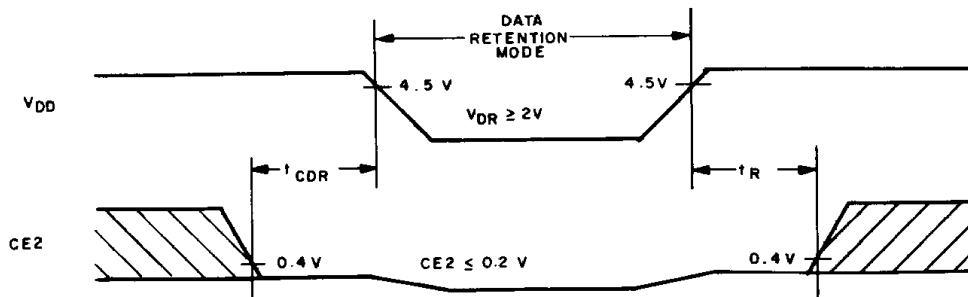 DATA
RETENTION
MODE
VDD
4.5 V
4.5V
VDR ≥ 2V
tCDR
tR
CE2
0.4V
CE2 ≤ 0.2 V
0.4V